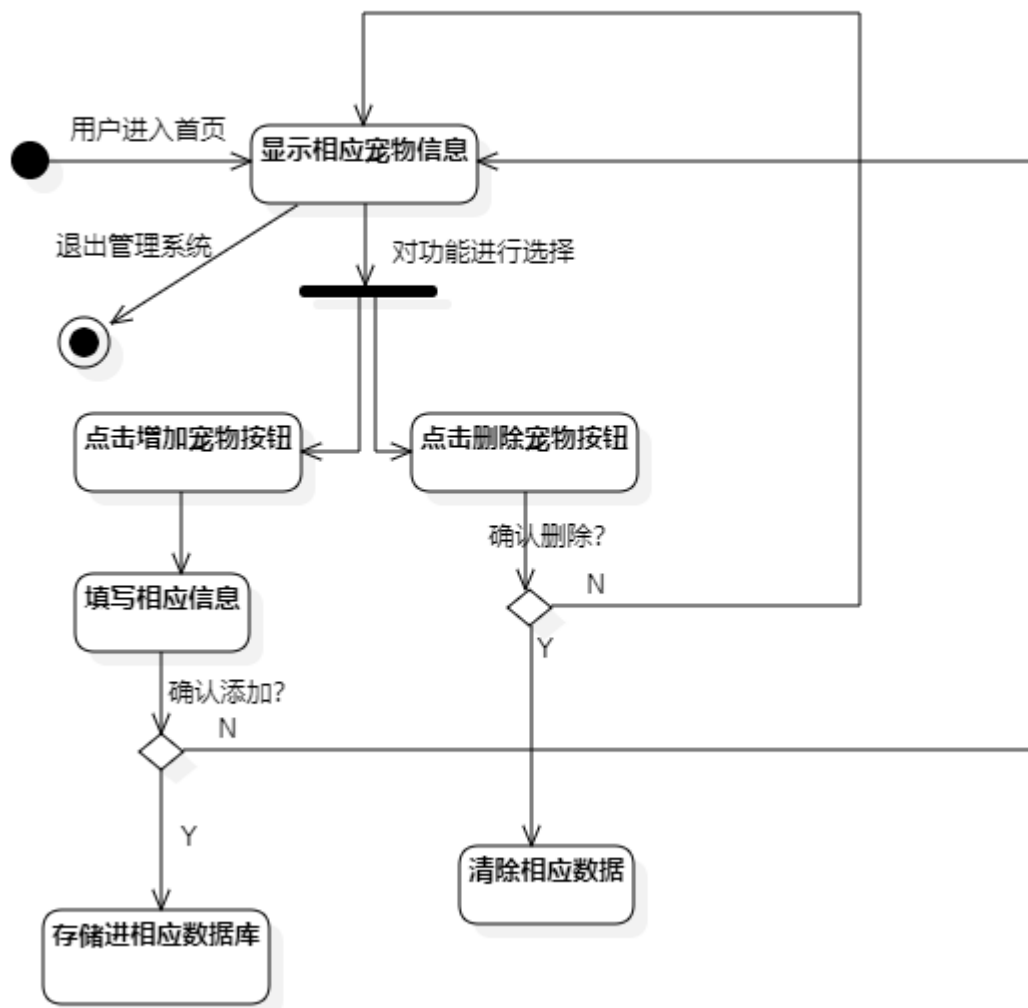 用户进入首页
显示相应宠物信息
退出管理系统
对功能进行选择
点击增加宠物按钮
点击删除宠物按钮
确认删除?
N
填写相应信息
Y
确认添加?
N
Y
清除相应数据
存储进相应数据库